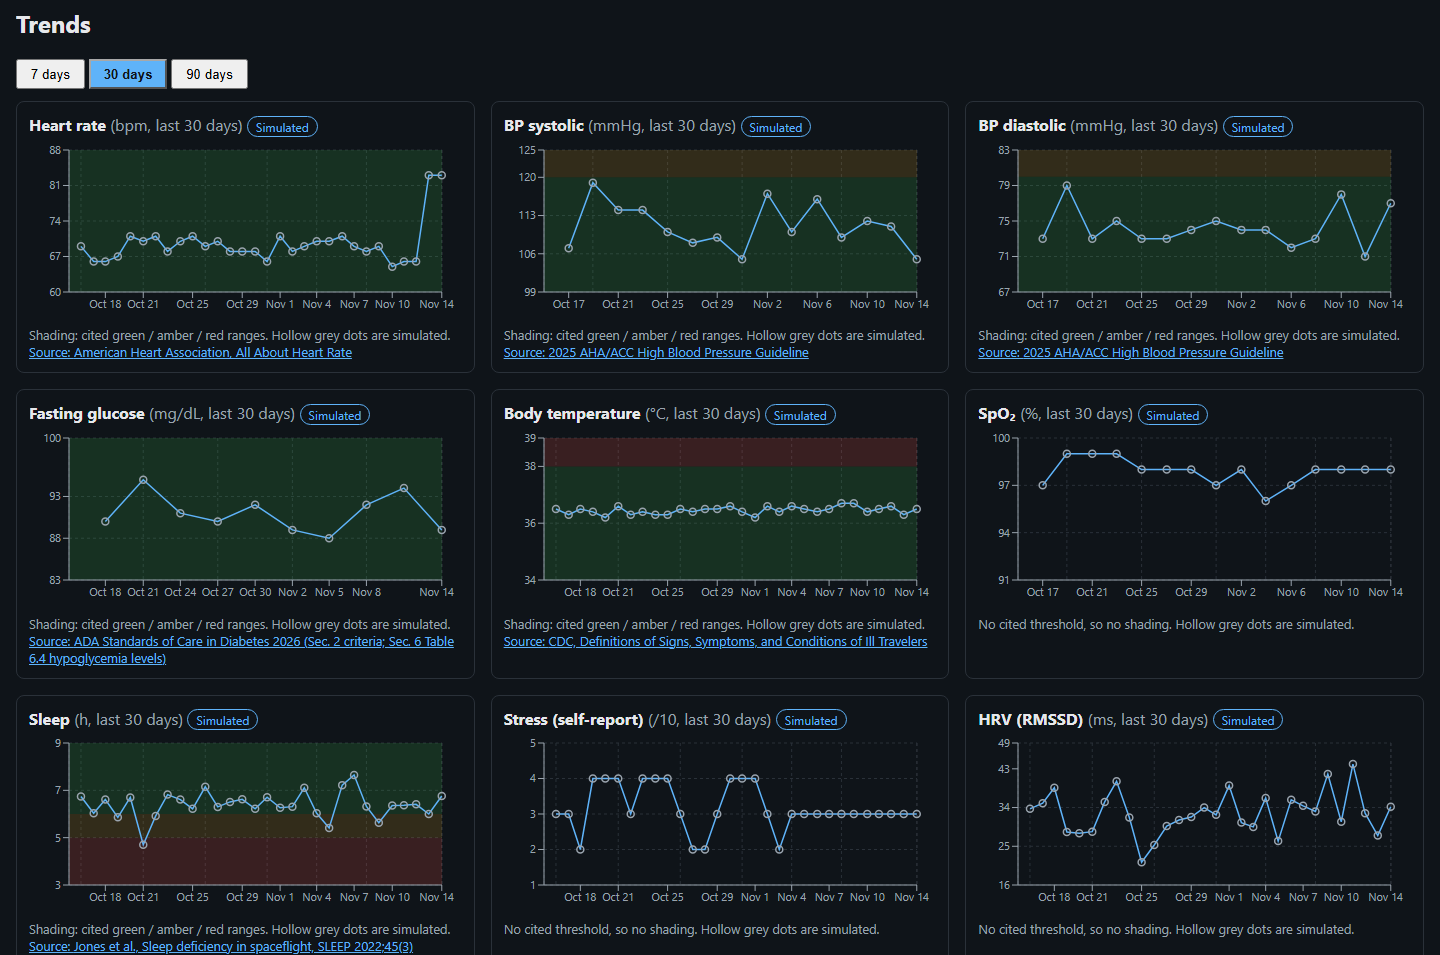 Trends
7 days 30 days 90 days
Heart rate (bpm, last 30 days) Simulated
88
81
74
67
60
Oct 18 Oct 21 Oct 25 Oct 29 Nov 1 Nov 4 Nov 7 Nov 10 Nov 14
Shading: cited green / amber / red ranges. Hollow grey dots are simulated.
Source: American Heart Association, All About Heart Rate
BP systolic (mmHg, last 30 days) Simulated
125
120
113
106
99
Oct 17 Oct 21 Oct 25 Oct 29 Nov 2 Nov 6 Nov 10 Nov 14
Shading: cited green / amber / red ranges. Hollow grey dots are simulated.
Source: 2025 AHA/ACC High Blood Pressure Guideline
BP diastolic (mmHg, last 30 days) Simulated
83
79
75
71
67
Oct 17 Oct 21 Oct 25 Oct 29 Nov 2 Nov 6 Nov 10 Nov 14
Shading: cited green / amber / red ranges. Hollow grey dots are simulated.
Source: 2025 AHA/ACC High Blood Pressure Guideline
Fasting glucose (mg/dL, last 30 days) Simulated
100
93
88
83
Oct 18 Oct 21 Oct 24 Oct 27 Oct 30 Nov 2 Nov 5 Nov 8 Nov 14
Shading: cited green / amber / red ranges. Hollow grey dots are simulated.
Source: ADA Standards of Care in Diabetes 2026 (Sec. 2 criteria; Sec. 6 Table
6.4 hypoglycemia levels)
Body temperature (°C, last 30 days) Simulated
39
38
36
34
Oct 18 Oct 21 Oct 25 Oct 29 Nov 1 Nov 4 Nov 7 Nov 10 Nov 14
Shading: cited green / amber / red ranges. Hollow grey dots are simulated.
Source: CDC, Definitions of Signs, Symptoms, and Conditions of Ill Travelers
SpO₂ (%, last 30 days) Simulated
100
97
94
91
Oct 17 Oct 21 Oct 25 Oct 29 Nov 2 Nov 6 Nov 10 Nov 14
No cited threshold, so no shading. Hollow grey dots are simulated.
Sleep (h, last 30 days) Simulated
9
7
5
3
Oct 18 Oct 21 Oct 25 Oct 29 Nov 1 Nov 4 Nov 7 Nov 10 Nov 14
Shading: cited green / amber / red ranges. Hollow grey dots are simulated.
Source: Jones et al., Sleep deficiency in spaceflight, SLEEP 2022;45(3)
Stress (self-report) (/10, last 30 days) Simulated
5
4
3
2
1
Oct 18 Oct 21 Oct 25 Oct 29 Nov 1 Nov 4 Nov 7 Nov 10 Nov 14
No cited threshold, so no shading. Hollow grey dots are simulated.
HRV (RMSSD) (ms, last 30 days) Simulated
49
43
34
25
16
Oct 18 Oct 21 Oct 25 Oct 29 Nov 1 Nov 4 Nov 7 Nov 10 Nov 14
No cited threshold, so no shading. Hollow grey dots are simulated.